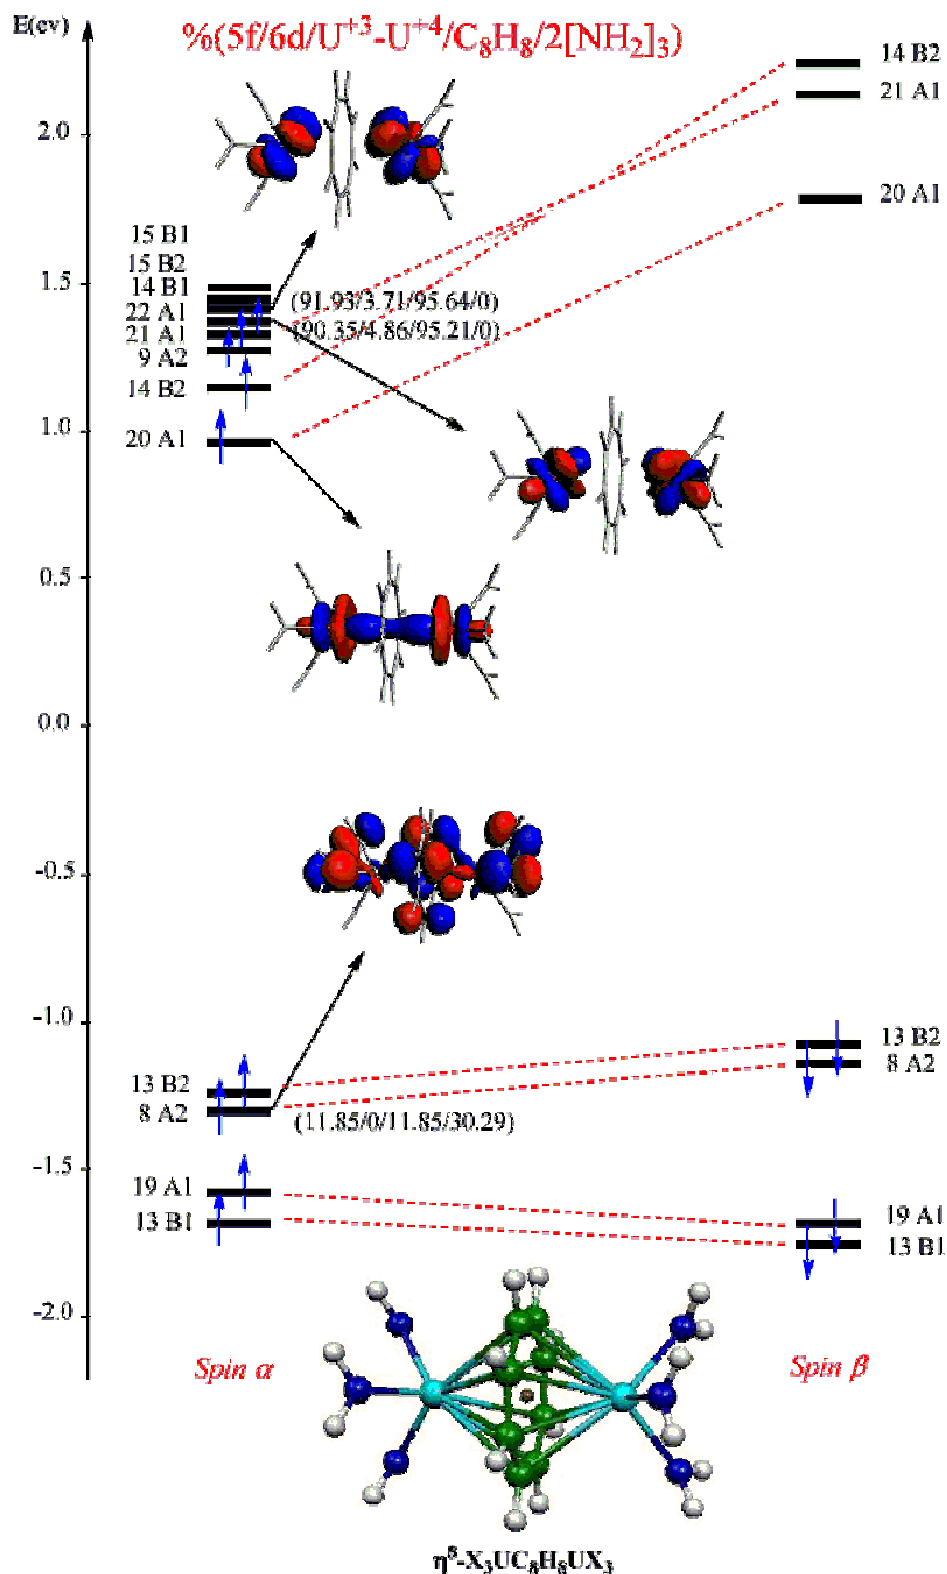 E(ev)
%(5f/6d/U⁺³-U⁺⁴/C₈H₈/2[NH₂]₃)
14 B2
21 A1
2.0
20 A1
15 B1
15 B2
1.5
14 B1
(91.93/3.71/95.64/0)
22 A1
21 A1
(90.35/4.86/95.21/0)
9 A2
14 B2
1.0
20 A1
0.5
0.0
-0.5
-1.0
13 B2
8 A2
13 B2
8 A2
(11.85/0/11.85/30.29)
-1.5
19 A1
13 B1
19 A1
13 B1
-2.0
Spin α
Spin β
η⁸-X₃UC₈H₈UX₃